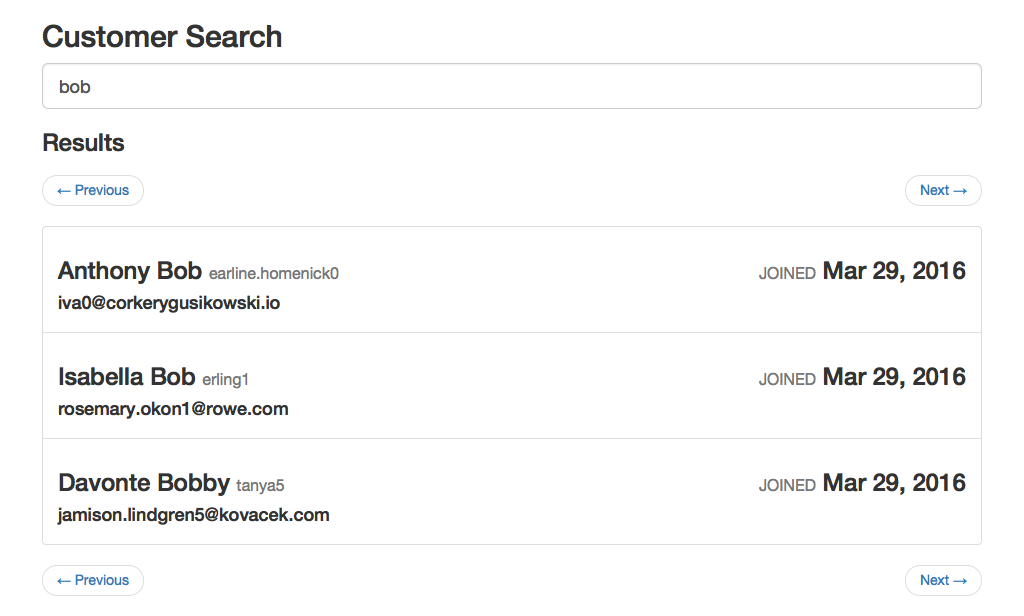 Customer Search
bob
Results
← Previous Next →
Anthony Bob earline.homenick0 JOINED Mar 29, 2016
iva0@corkerygusikowski.io
Isabella Bob erling1 JOINED Mar 29, 2016
rosemary.okon1@rowe.com
Davonte Bobby tanya5 JOINED Mar 29, 2016
jamison.lindgren5@kovacek.com
← Previous Next →